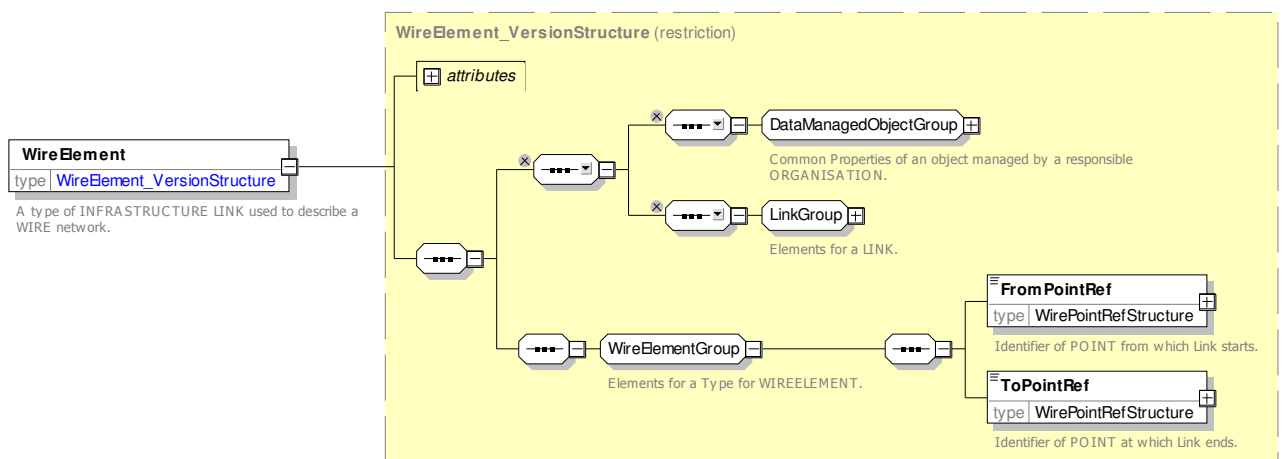 WireElement_VersionStructure (restriction)
attributes
DataManagedObjectGroup
Common Properties of an object managed by a responsible
ORGANISATION.
WireElement
type WireElement_VersionStructure
A type of INFRASTRUCTURE LINK used to describe a
WIRE network.
LinkGroup
Elements for a LINK.
FromPointRef
type WirePointRefStructure
Identifier of POINT from which Link starts.
WireElementGroup
Elements for a Type for WIREELEMENT.
ToPointRef
type WirePointRefStructure
Identifier of POINT at which Link ends.